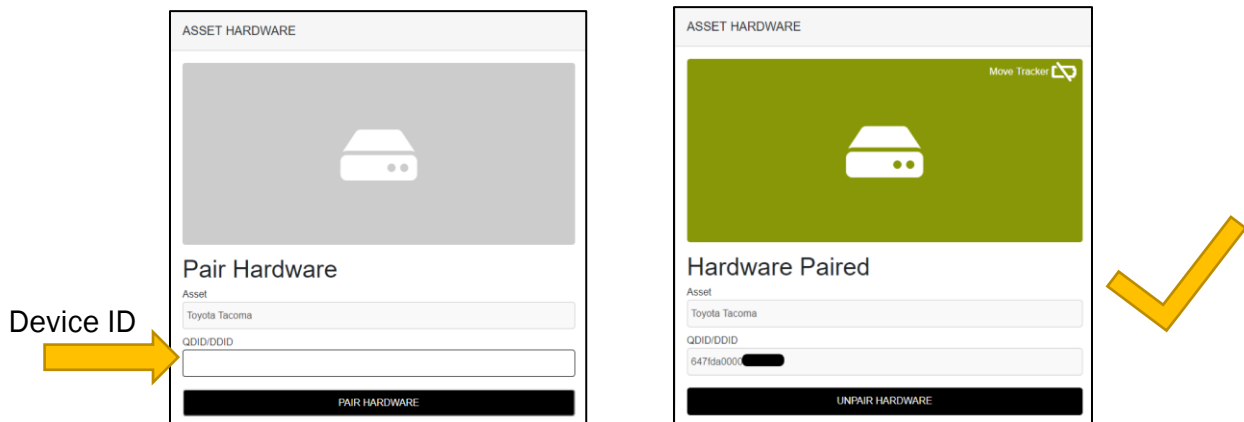 ASSET HARDWARE
Pair Hardware
Asset
Toyota Tacoma
Device ID
QDID/DDID
PAIR HARDWARE
ASSET HARDWARE
Move Tracker
Hardware Paired
Asset
Toyota Tacoma
QDID/DDID
647fda0000
UNPAIR HARDWARE